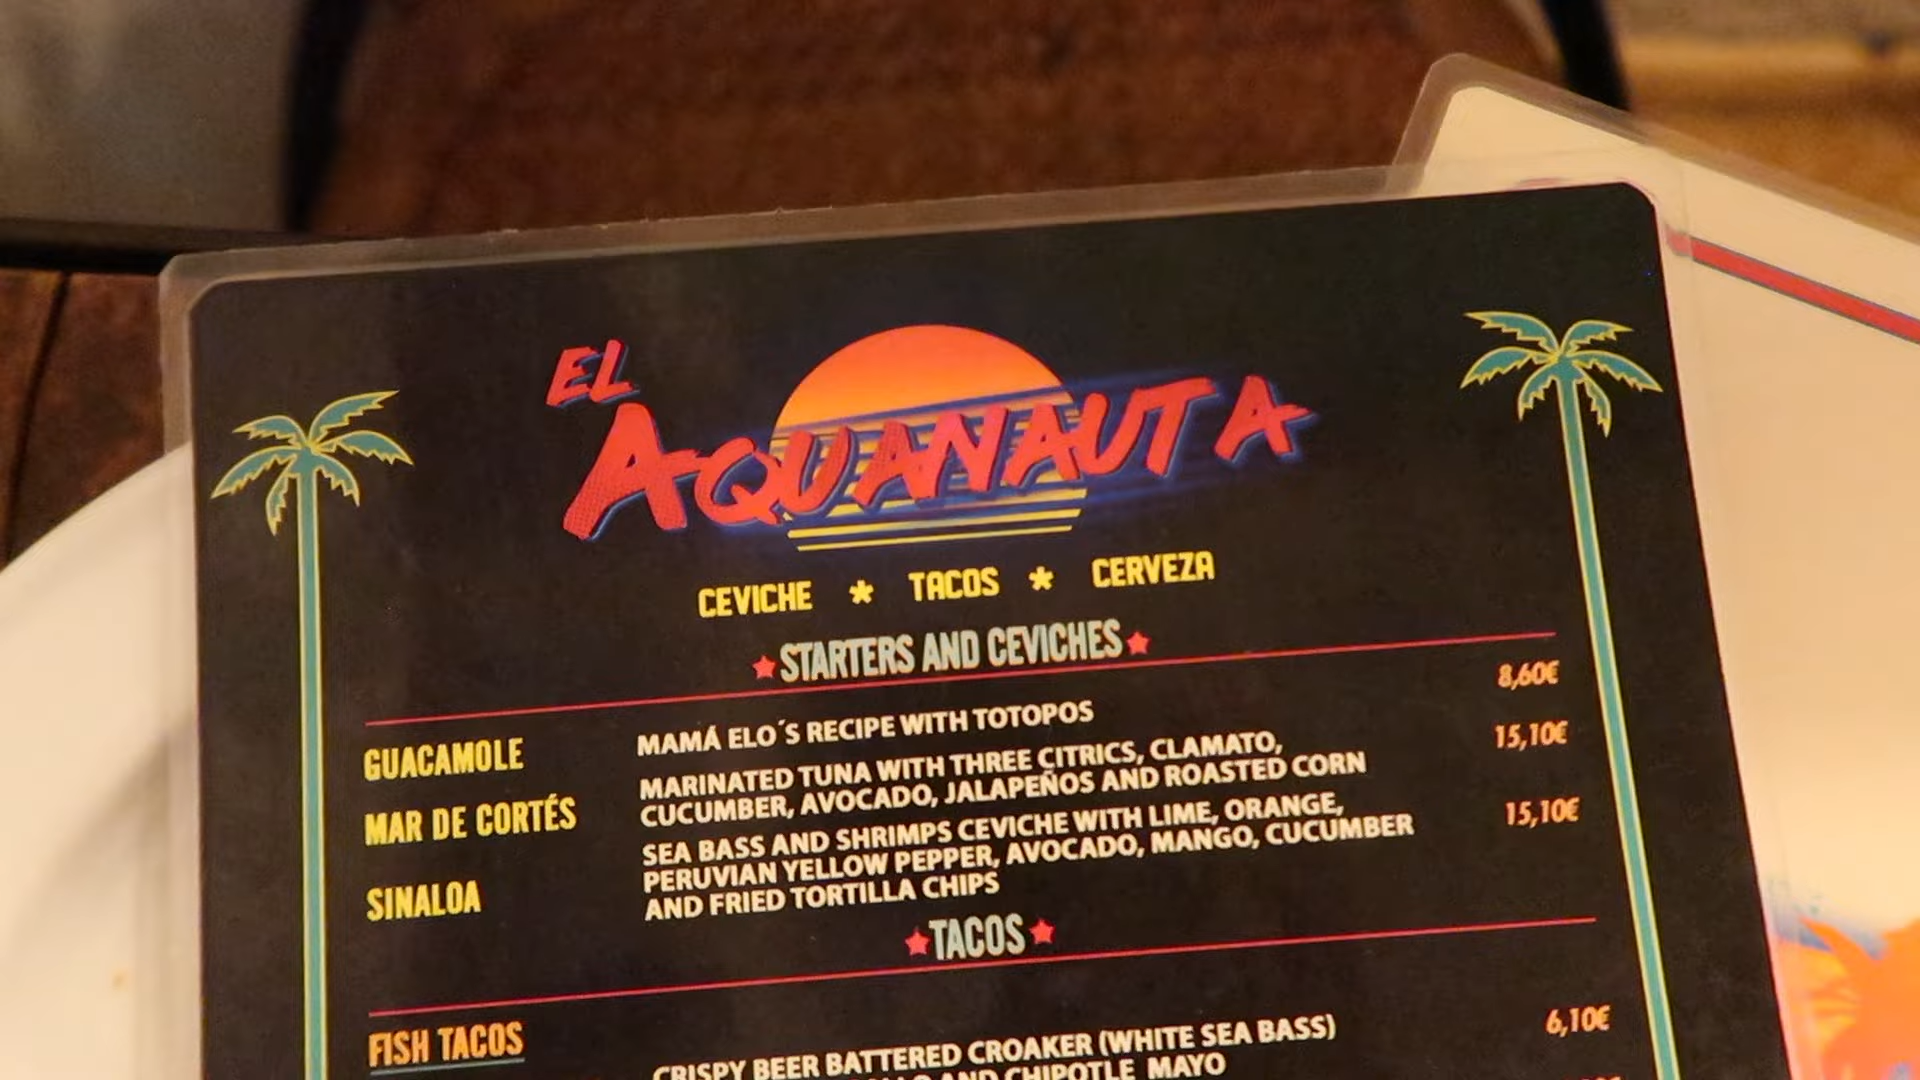 EL
AQUANAUTA
CEVICHE * TACOS * CERVEZA
STARTERS AND CEVICHES
GUACAMOLE MAMÁ ELO´S RECIPE WITH TOTOPOS 8,60€
MAR DE CORTÉS MARINATED TUNA WITH THREE CITRICS, CLAMATO, 15,10€
CUCUMBER, AVOCADO, JALAPEÑOS AND ROASTED CORN
SINALOA SEA BASS AND SHRIMPS CEVICHE WITH LIME, ORANGE, 15,10€
PERUVIAN YELLOW PEPPER, AVOCADO, MANGO, CUCUMBER
AND FRIED TORTILLA CHIPS
TACOS
FISH TACOS CRISPY BEER BATTERED CROAKER (WHITE SEA BASS) 6,10€
AND CHIPOTLE MAYO